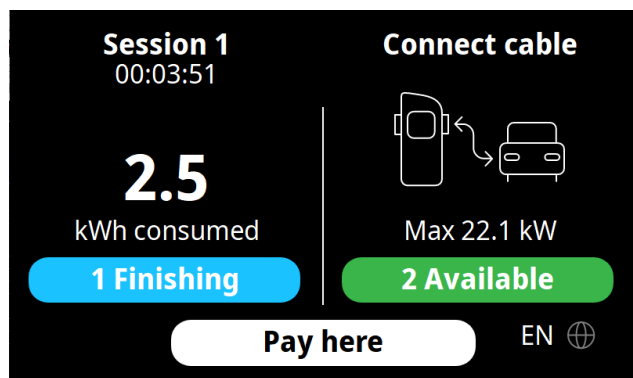 Session 1
00:03:51
2.5
kWh consumed
1 Finishing
Connect cable
Max 22.1 kW
2 Available
Pay here
EN